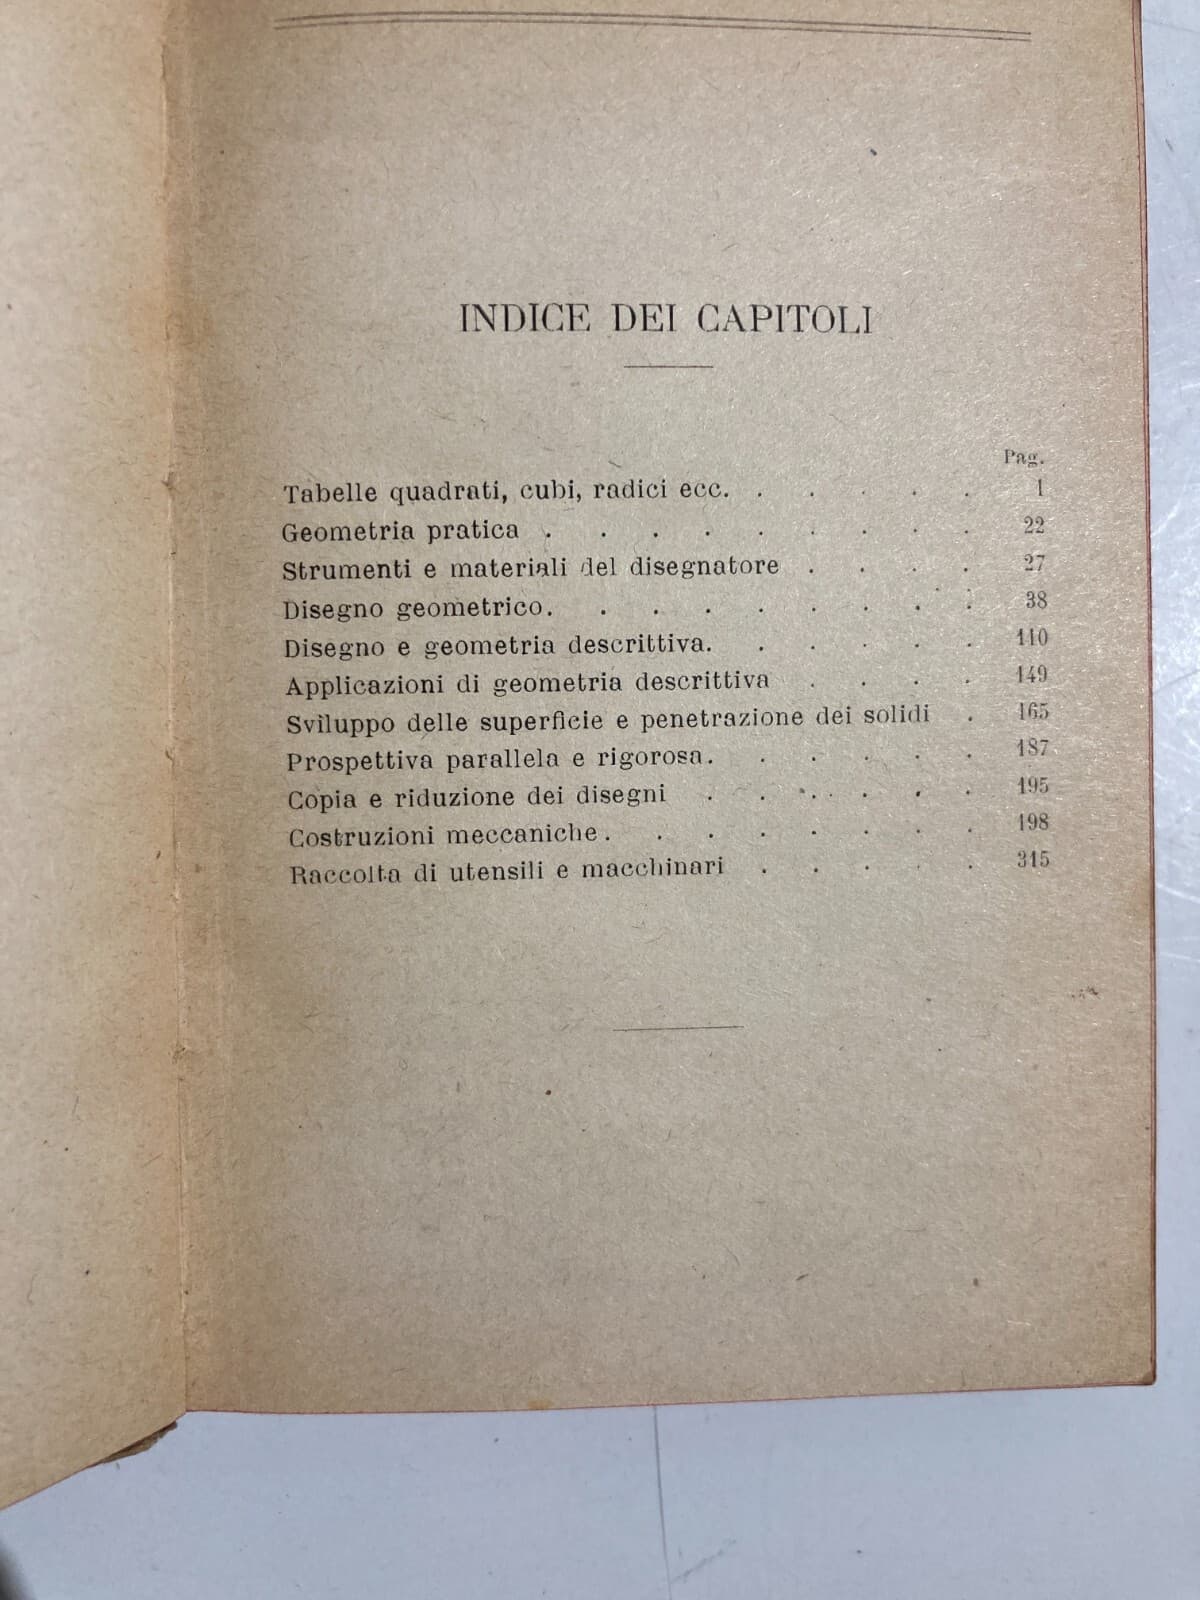 INDICE DEI CAPITOLI
Pag.
Tabelle quadrati, cubi, radici ecc. . . . . . 1
Geometria pratica . . . . . . . . . 22
Strumenti e materiali del disegnatore . . . . 27
Disegno geometrico. . . . . . . . . 38
Disegno e geometria descrittiva. . . . . . 110
Applicazioni di geometria descrittiva . . . . 149
Sviluppo delle superficie e penetrazione dei solidi . 165
Prospettiva parallela e rigorosa. . . . . . 187
Copia e riduzione dei disegni . . . . . . 195
Costruzioni meccaniche . . . . . . . . 198
Raccolta di utensili e macchinari . . . . . 315